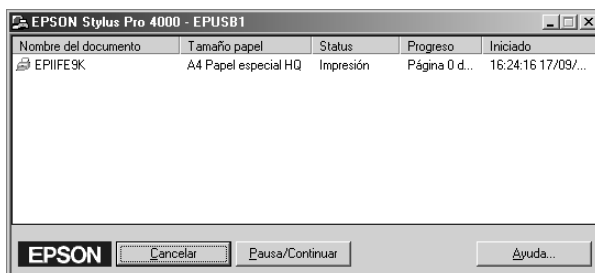 EPSON Stylus Pro 4000 - EPUSB1
Nombre del documento Tamaño papel Status Progreso Iniciado
EPIIFE9K A4 Papel especial HQ Impresión Página 0 d... 16:24:16 17/09/...
EPSON Cancelar Pausa/Continuar Ayuda...